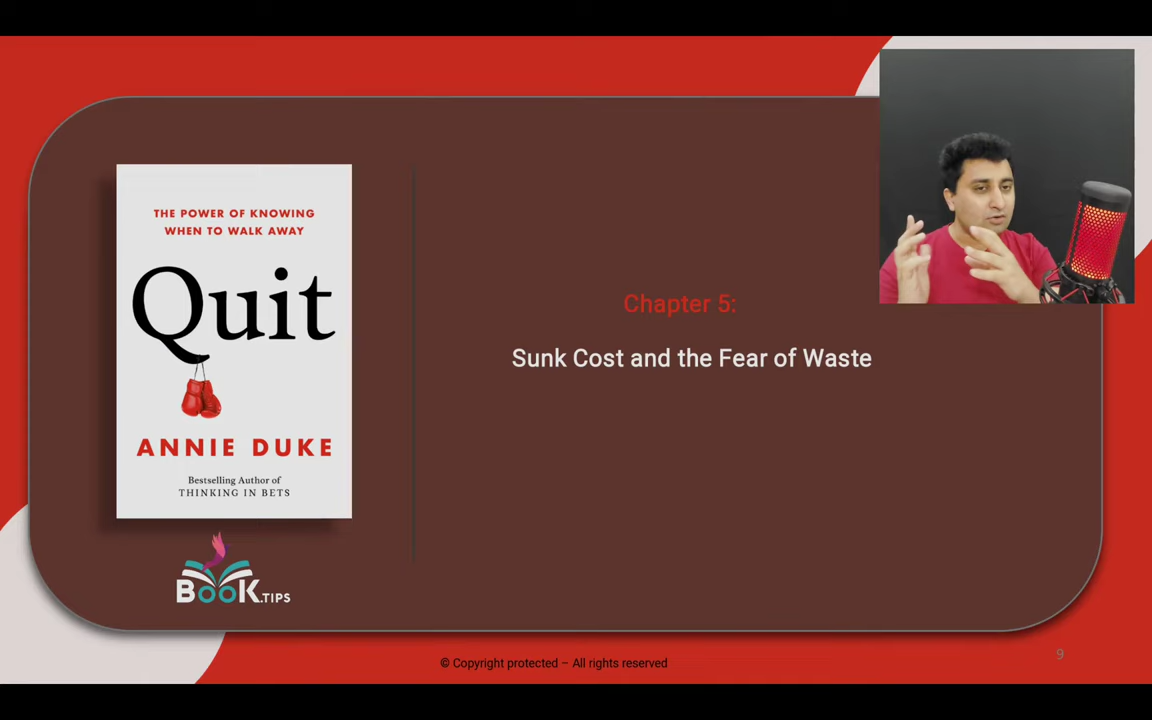 THE POWER OF KNOWING
WHEN TO WALK AWAY
Quit
ANNIE DUKE
Bestselling Author of
THINKING IN BETS
BOOK.TIPS
Chapter 5:
Sunk Cost and the Fear of Waste
© Copyright protected – All rights reserved
9